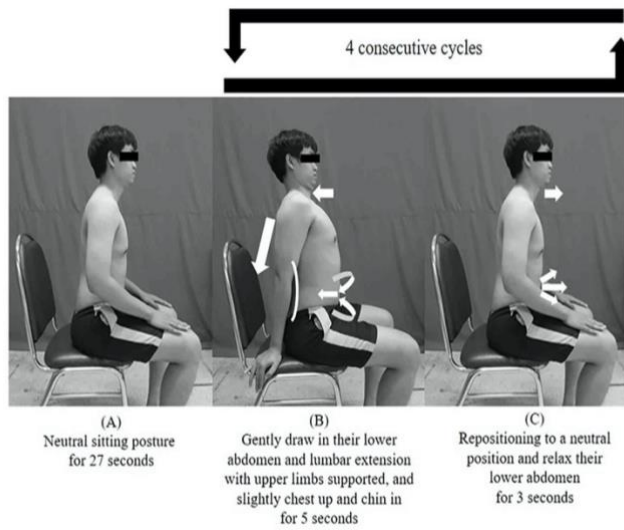 4 consecutive cycles
(A)
Neutral sitting posture
for 27 seconds
(B)
Gently draw in their lower
abdomen and lumbar extension
with upper limbs supported, and
slightly chest up and chin in
for 5 seconds
(C)
Repositioning to a neutral
position and relax their
lower abdomen
for 3 seconds